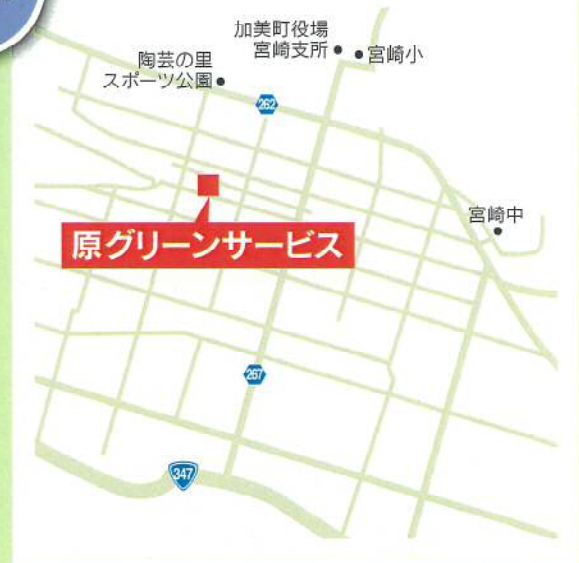 加美町役場
宮崎支所
宮崎小
陶芸の里
スポーツ公園
262
宮崎中
原グリーンサービス
267
347